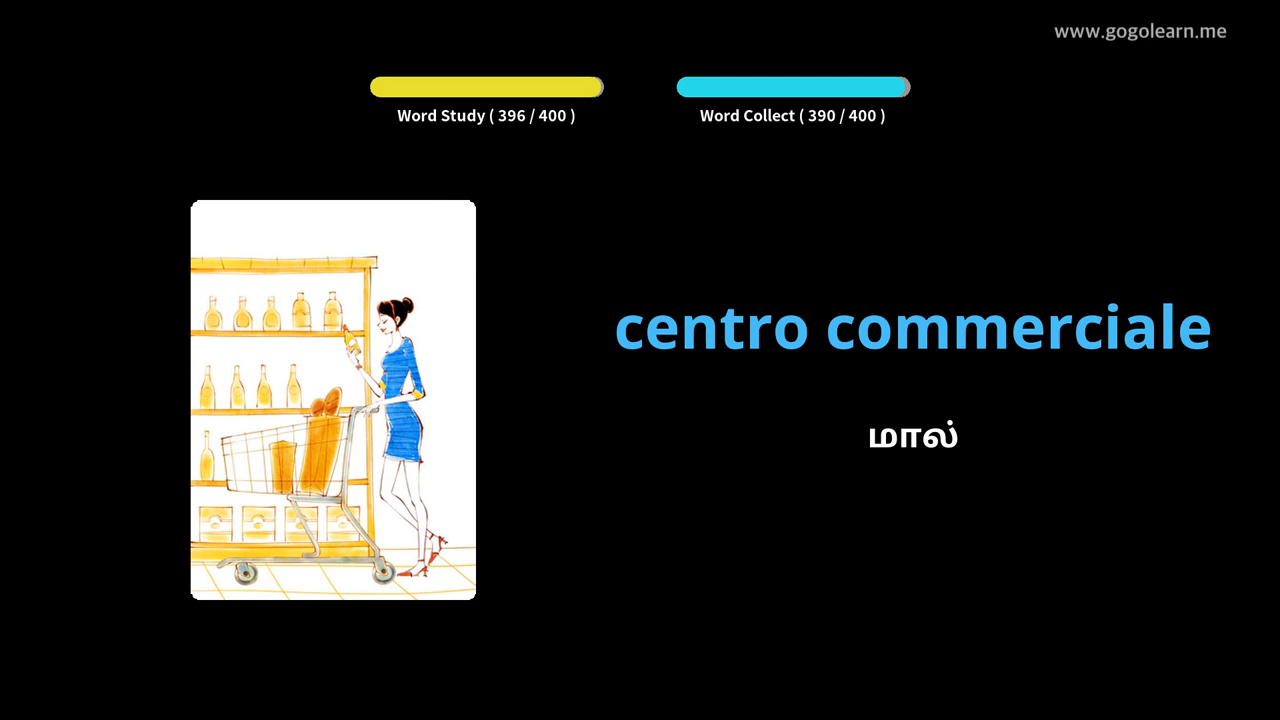 www.gogolearn.me
Word Study ( 396 / 400 )
Word Collect ( 390 / 400 )
centro commerciale
மால்